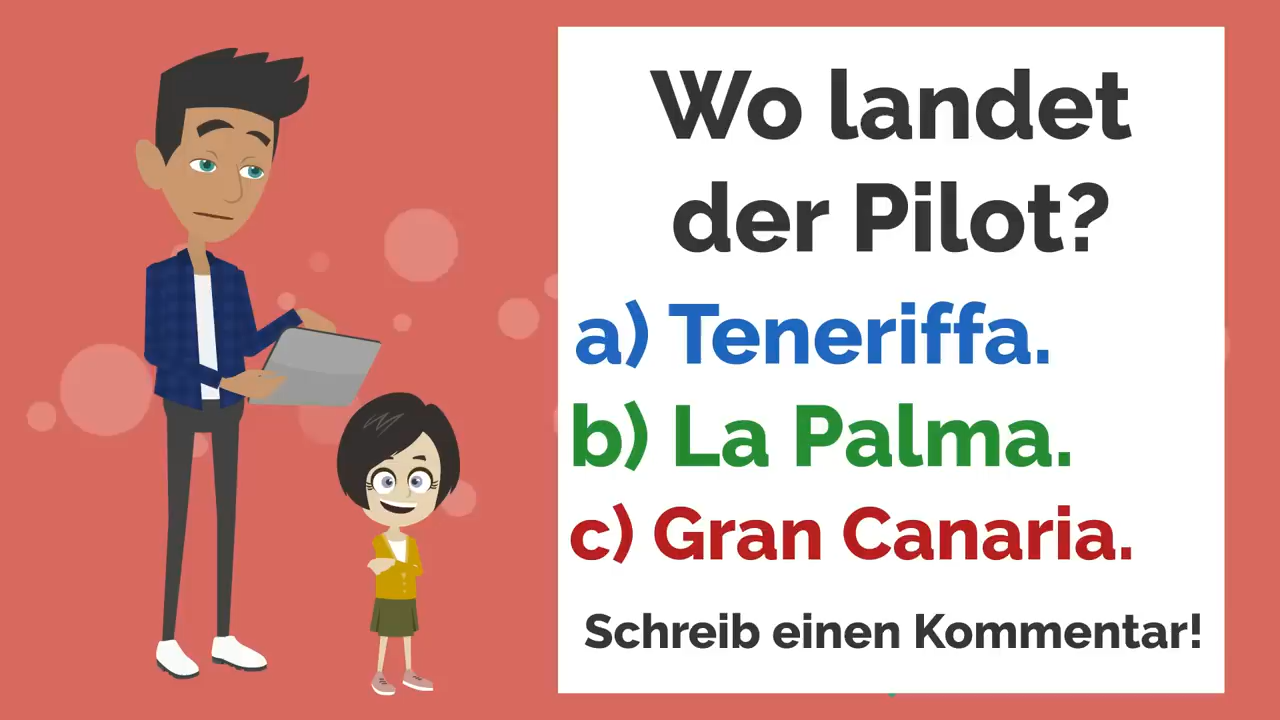 Wo landet
der Pilot?
a) Teneriffa.
b) La Palma.
c) Gran Canaria.
Schreib einen Kommentar!